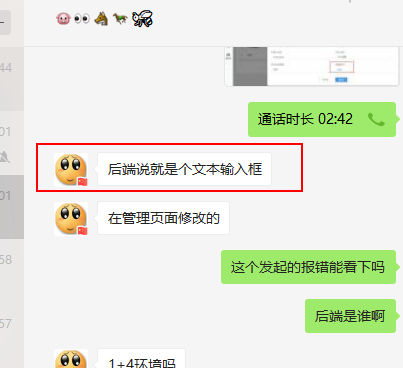 44
通话时长 02:42
01
后端说就是个文本输入框
01
在管理页面修改的
58
这个发起的报错能看下吗
后端是谁啊
57
1+4环境吗